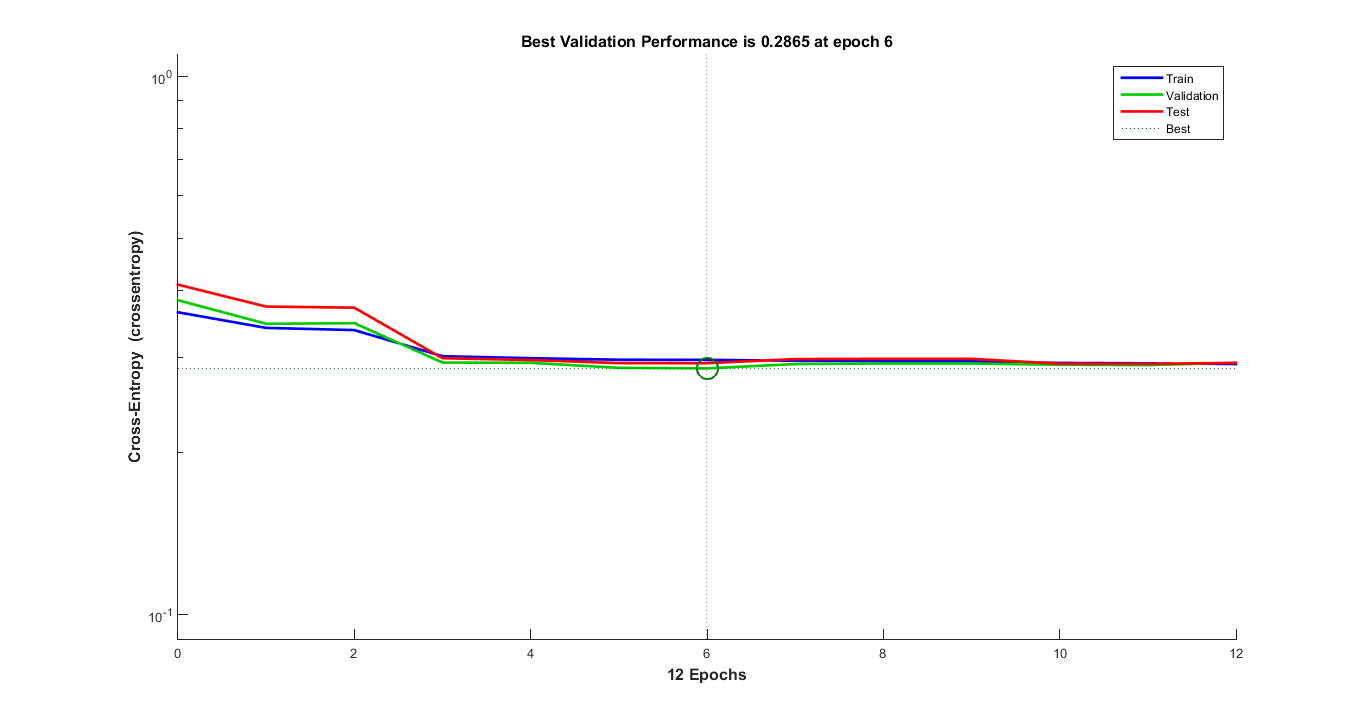 Best Validation Performance is 0.2865 at epoch 6
10^0
Train
Validation
Test
Best
Cross-Entropy (crossentropy)
10^-1
0 2 4 6 8 10 12
12 Epochs